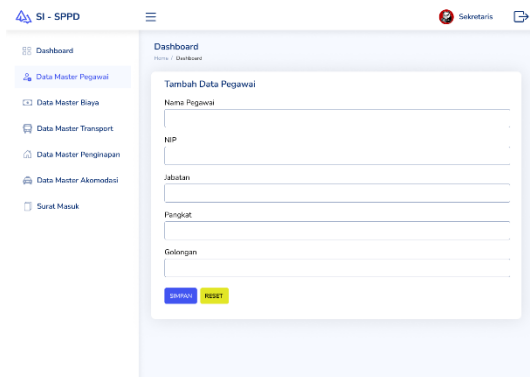 SI - SPPD
Sekretaris
Dashboard
Data Master Pegawai
Data Master Biaya
Data Master Transport
Data Master Penginapan
Data Master Akomodasi
Surat Masuk
Dashboard
Home / Dashboard
Tambah Data Pegawai
Nama Pegawai
NIP
Jabatan
Pangkat
Golongan
SIMPAN RESET